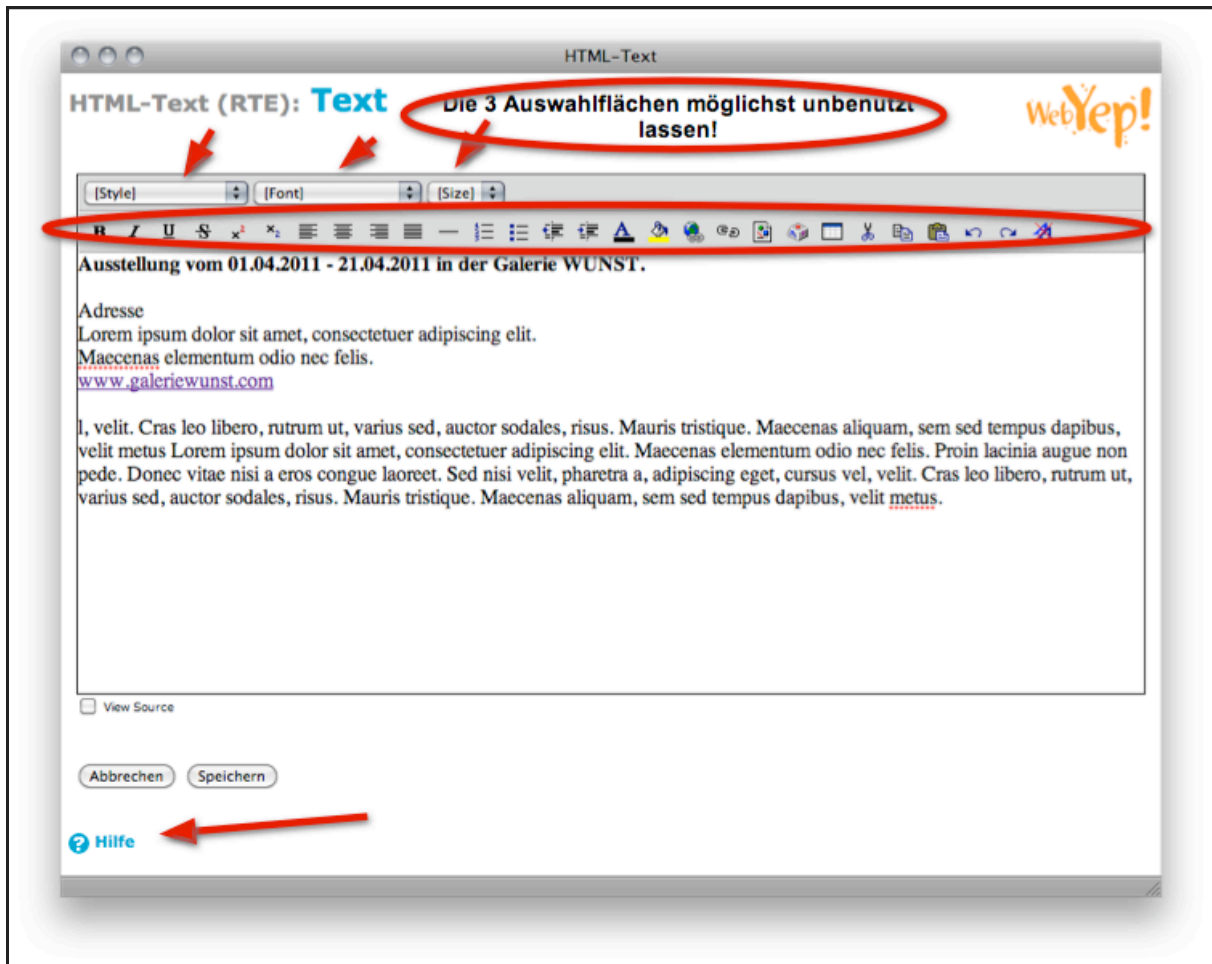 HTML-Text
HTML-Text (RTE): Text
Die 3 Auswahlflächen möglichst unbenutzt
lassen!
WebYep!
[Style] [Font] [Size]
B I U S x² x₂
Ausstellung vom 01.04.2011 - 21.04.2011 in der Galerie WUNST.
Adresse
Lorem ipsum dolor sit amet, consectetuer adipiscing elit.
Maecenas elementum odio nec felis.
www.galeriewunst.com
l, velit. Cras leo libero, rutrum ut, varius sed, auctor sodales, risus. Mauris tristique. Maecenas aliquam, sem sed tempus dapibus,
velit metus Lorem ipsum dolor sit amet, consectetuer adipiscing elit. Maecenas elementum odio nec felis. Proin lacinia augue non
pede. Donec vitae nisi a eros congue laoreet. Sed nisi velit, pharetra a, adipiscing eget, cursus vel, velit. Cras leo libero, rutrum ut,
varius sed, auctor sodales, risus. Mauris tristique. Maecenas aliquam, sem sed tempus dapibus, velit metus.
View Source
Abbrechen Speichern
? Hilfe